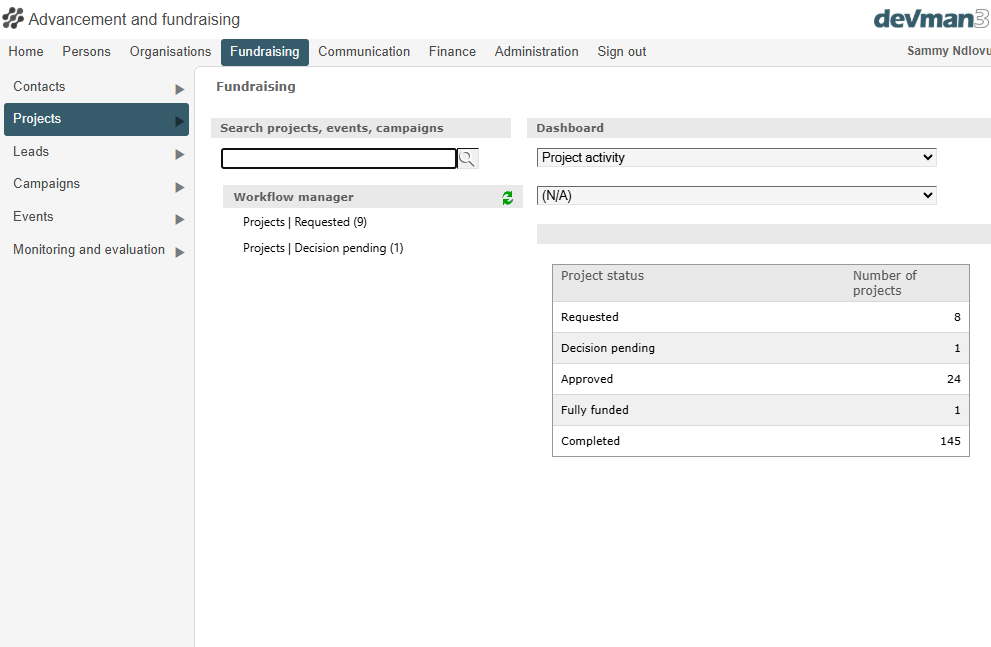 Advancement and fundraising
devman3
Home Persons Organisations Fundraising Communication Finance Administration Sign out
Sammy Ndlovu
Contacts
Projects
Leads
Campaigns
Events
Monitoring and evaluation
Fundraising
Search projects, events, campaigns
Workflow manager
Projects | Requested (9)
Projects | Decision pending (1)
Dashboard
Project activity
(N/A)
Project status Number of
projects
Requested 8
Decision pending 1
Approved 24
Fully funded 1
Completed 145